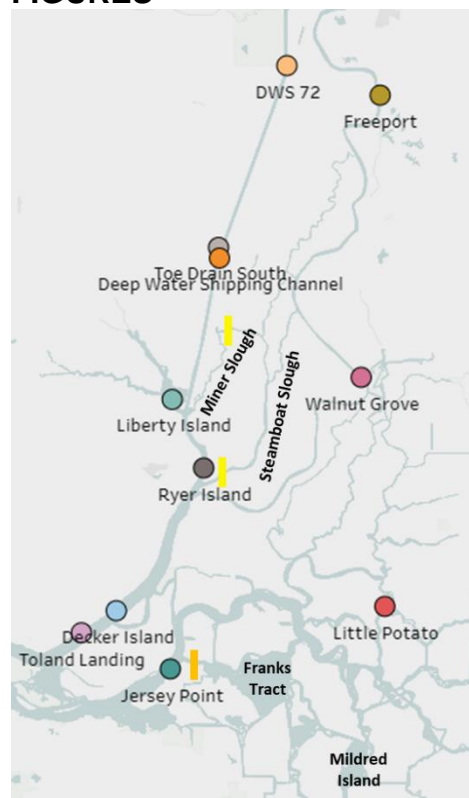 FIGURES
DWS 72
Freeport
Toe Drain South
Deep Water Shipping Channel
Miner Slough
Steamboat Slough
Walnut Grove
Liberty Island
Ryer Island
Decker Island
Little Potato
Toland Landing
Franks
Tract
Jersey Point
Mildred
Island